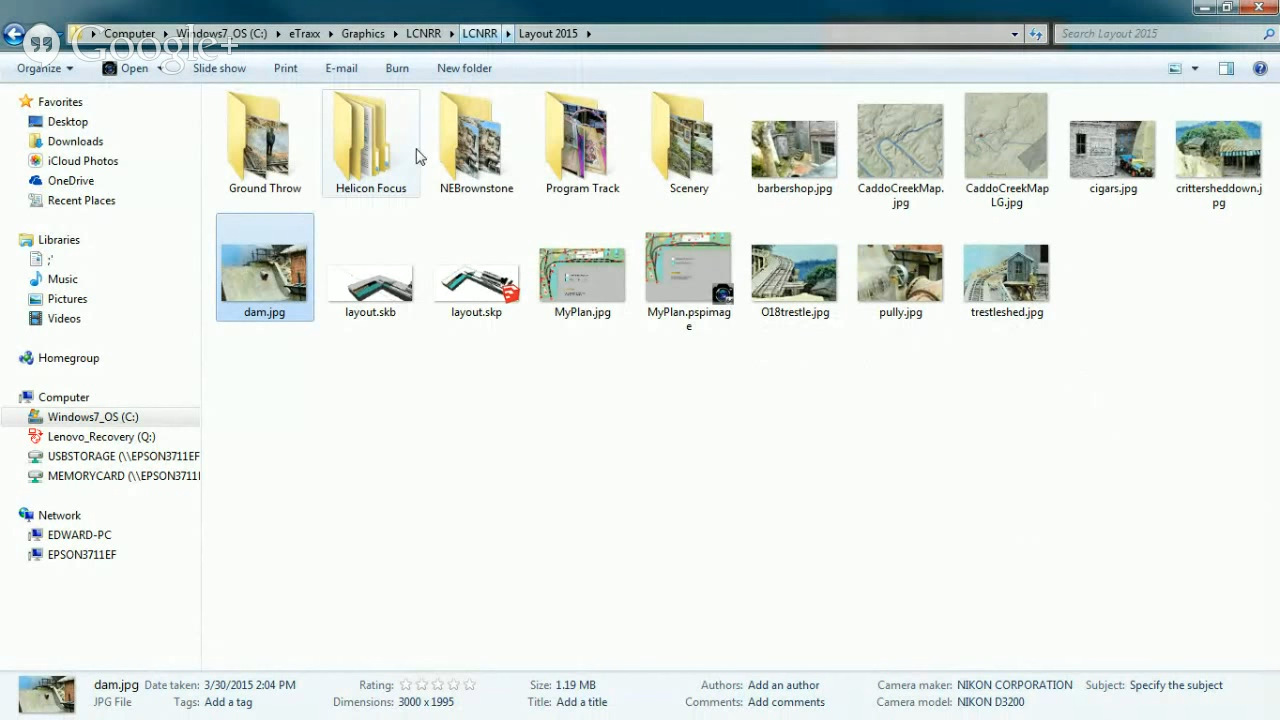 Computer Windows7_OS (C:) eTraxx Graphics LCNRR LCNRR Layout 2015 Search Layout 2015
Google+
Organize Open Slide show Print E-mail Burn New folder
Favorites
Desktop
Downloads
iCloud Photos
OneDrive
Recent Places
Libraries
;'
Music
Pictures
Videos
Homegroup
Computer
Windows7_OS (C:)
Lenovo_Recovery (Q:)
USBSTORAGE (\\EPSON3711EF
MEMORYCARD (\\EPSON3711
Network
EDWARD-PC
EPSON3711EF
Ground Throw
Helicon Focus
NEBrownstone
Program Track
Scenery
barbershop.jpg
CaddoCreekMap.
jpg
CaddoCreekMap
LG.jpg
cigars.jpg
crittersheddown.j
pg
dam.jpg
layout.skb
layout.skp
MyPlan.jpg
MyPlan.pspimag
e
O18trestle.jpg
pully.jpg
trestleshed.jpg
dam.jpg Date taken: 3/30/2015 2:04 PM Rating: Size: 1.19 MB Authors: Add an author Camera maker: NIKON CORPORATION Subject: Specify the subject
JPG File Tags: Add a tag Dimensions: 3000 x 1995 Title: Add a title Comments: Add comments Camera model: NIKON D3200